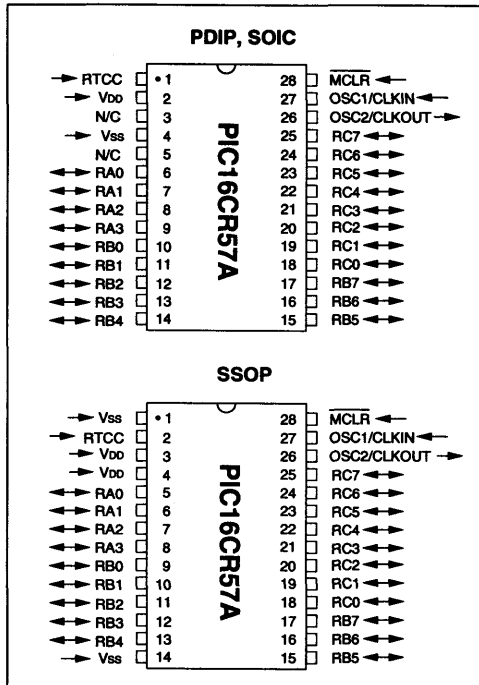 PDIP, SOIC
RTCC 1 28 MCLR
VDD 2 27 OSC1/CLKIN
N/C 3 26 OSC2/CLKOUT
Vss 4 25 RC7
N/C 5 24 RC6
RA0 6 23 RC5
RA1 7 22 RC4
RA2 8 21 RC3
RA3 9 20 RC2
RB0 10 19 RC1
RB1 11 18 RC0
RB2 12 17 RB7
RB3 13 16 RB6
RB4 14 15 RB5
PIC16CR57A
SSOP
Vss 1 28 MCLR
RTCC 2 27 OSC1/CLKIN
VDD 3 26 OSC2/CLKOUT
VDD 4 25 RC7
RA0 5 24 RC6
RA1 6 23 RC5
RA2 7 22 RC4
RA3 8 21 RC3
RB0 9 20 RC2
RB1 10 19 RC1
RB2 11 18 RC0
RB3 12 17 RB7
RB4 13 16 RB6
Vss 14 15 RB5
PIC16CR57A